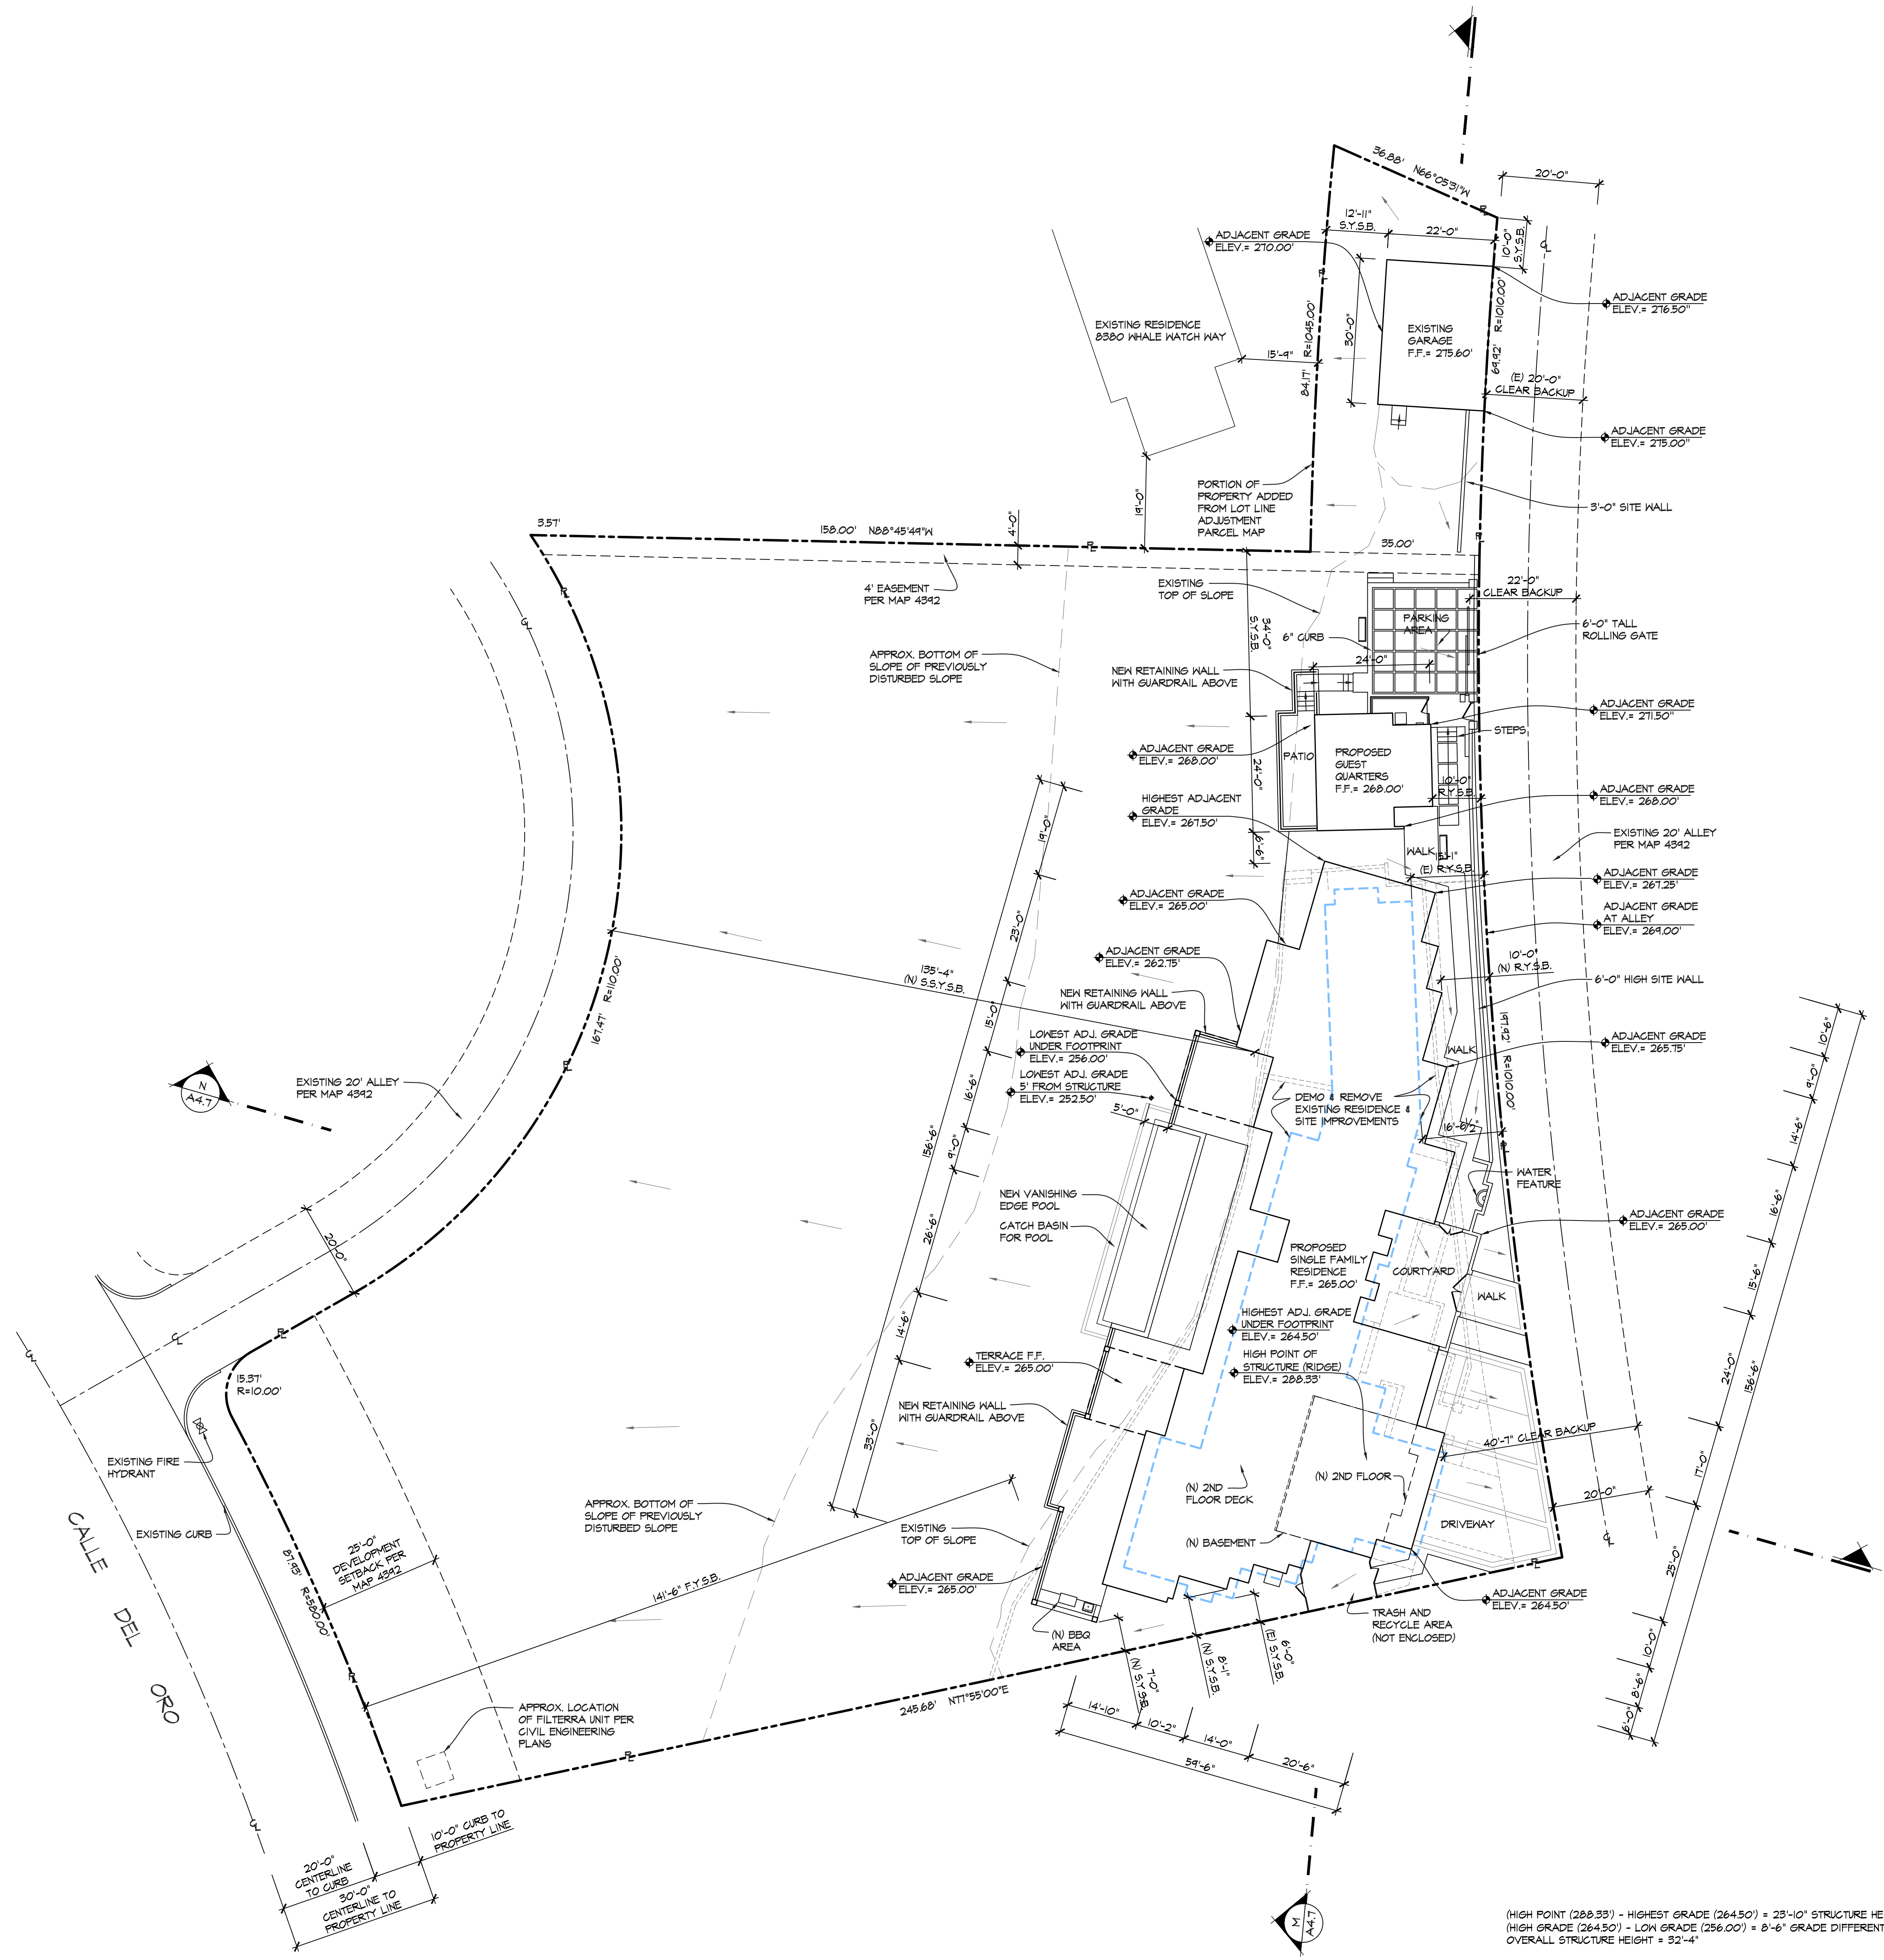 36.88' N66°05'31"W
20'-0"
12'-11"
S.Y.S.B.
22'-0"
10'-0"
S.Y.S.B.
ADJACENT GRADE
ELEV.= 270.00'
ADJACENT GRADE
ELEV.= 276.50"
EXISTING RESIDENCE
8380 WHALE WATCH WAY
15'-9"
84.17' R=1045.00'
30'-0"
EXISTING
GARAGE
F.F.= 275.60'
69.92' R=1010.00'
(E) 20'-0"
CLEAR BACKUP
ADJACENT GRADE
ELEV.= 275.00"
19'-0"
PORTION OF
PROPERTY ADDED
FROM LOT LINE
ADJUSTMENT
PARCEL MAP
3'-0" SITE WALL
3.57'
158.00' N88°45'49"W
4'-0"
35.00'
4' EASEMENT
PER MAP 4392
EXISTING
TOP OF SLOPE
22'-0"
CLEAR BACKUP
34'-0"
S.Y.S.B.
6" CURB
PARKING
AREA
6'-0" TALL
ROLLING GATE
APPROX. BOTTOM OF
SLOPE OF PREVIOUSLY
DISTURBED SLOPE
NEW RETAINING WALL
WITH GUARDRAIL ABOVE
24'-0"
ADJACENT GRADE
ELEV.= 271.50"
STEPS
ADJACENT GRADE
ELEV.= 268.00'
PATIO
PROPOSED
GUEST
QUARTERS
F.F.= 268.00'
24'-0"
10'-0"
R.Y.S.B.
ADJACENT GRADE
ELEV.= 268.00'
HIGHEST ADJACENT
GRADE
ELEV.= 267.50'
EXISTING 20' ALLEY
PER MAP 4392
6'-6"
WALK
15'-1"
(E) R.Y.S.B.
ADJACENT GRADE
ELEV.= 267.25'
ADJACENT GRADE
ELEV.= 265.00'
ADJACENT GRADE
AT ALLEY
ELEV.= 269.00'
ADJACENT GRADE
ELEV.= 262.75'
10'-0"
(N) R.Y.S.B.
6'-0" HIGH SITE WALL
NEW RETAINING WALL
WITH GUARDRAIL ABOVE
135'-4"
(N) S.S.Y.S.B.
167.47' R=110.00'
LOWEST ADJ. GRADE
UNDER FOOTPRINT
ELEV.= 256.00'
LOWEST ADJ. GRADE
5' FROM STRUCTURE
ELEV.= 252.50'
5'-0"
197.92' R=1010.00'
WALK
ADJACENT GRADE
ELEV.= 265.75'
DEMO & REMOVE
EXISTING RESIDENCE &
SITE IMPROVEMENTS
16'-6 1/2"
WATER
FEATURE
N
A4.7
EXISTING 20' ALLEY
PER MAP 4392
19'-0"
23'-0"
15'-0"
16'-6"
9'-0"
26'-6"
14'-6"
33'-0"
156'-6"
NEW VANISHING
EDGE POOL
CATCH BASIN
FOR POOL
ADJACENT GRADE
ELEV.= 265.00'
PROPOSED
SINGLE FAMILY
RESIDENCE
F.F.= 265.00'
COURTYARD
WALK
HIGHEST ADJ. GRADE
UNDER FOOTPRINT
ELEV.= 264.50'
HIGH POINT OF
STRUCTURE (RIDGE)
ELEV.= 288.33'
TERRACE F.F.
ELEV.= 265.00'
NEW RETAINING WALL
WITH GUARDRAIL ABOVE
40'-7" CLEAR BACKUP
20'-0"
(N) 2ND
FLOOR DECK
(N) 2ND FLOOR
(N) BASEMENT
DRIVEWAY
10'-6"
9'-0"
14'-6"
16'-6"
15'-6"
24'-0"
17'-0"
25'-0"
10'-0"
8'-6"
6'-0"
156'-6"
20'-0"
15.37'
R=10.00'
EXISTING FIRE
HYDRANT
EXISTING CURB
CALLE DEL ORO
87.93' R=580.00'
25'-0"
DEVELOPMENT
SETBACK PER
MAP 4392
APPROX. BOTTOM OF
SLOPE OF PREVIOUSLY
DISTURBED SLOPE
141'-6" F.Y.S.B.
EXISTING
TOP OF SLOPE
ADJACENT GRADE
ELEV.= 265.00'
ADJACENT GRADE
ELEV.= 264.50'
TRASH AND
RECYCLE AREA
(NOT ENCLOSED)
(N) BBQ
AREA
7'-0"
(N) S.Y.S.B.
8'-1"
(N) S.Y.S.B.
6'-0"
(E) S.Y.S.B.
245.68' N77°55'00"E
APPROX. LOCATION
OF FILTERRA UNIT PER
CIVIL ENGINEERING
PLANS
14'-10"
10'-2"
14'-0"
20'-6"
59'-6"
10'-0" CURB TO
PROPERTY LINE
20'-0"
CENTERLINE
TO CURB
30'-0"
CENTERLINE TO
PROPERTY LINE
M
A4.7
(HIGH POINT (288.33') - HIGHEST GRADE (264.50') = 23'-10" STRUCTURE HE
(HIGH GRADE (264.50') - LOW GRADE (256.00') = 8'-6" GRADE DIFFERENT
OVERALL STRUCTURE HEIGHT = 32'-4"